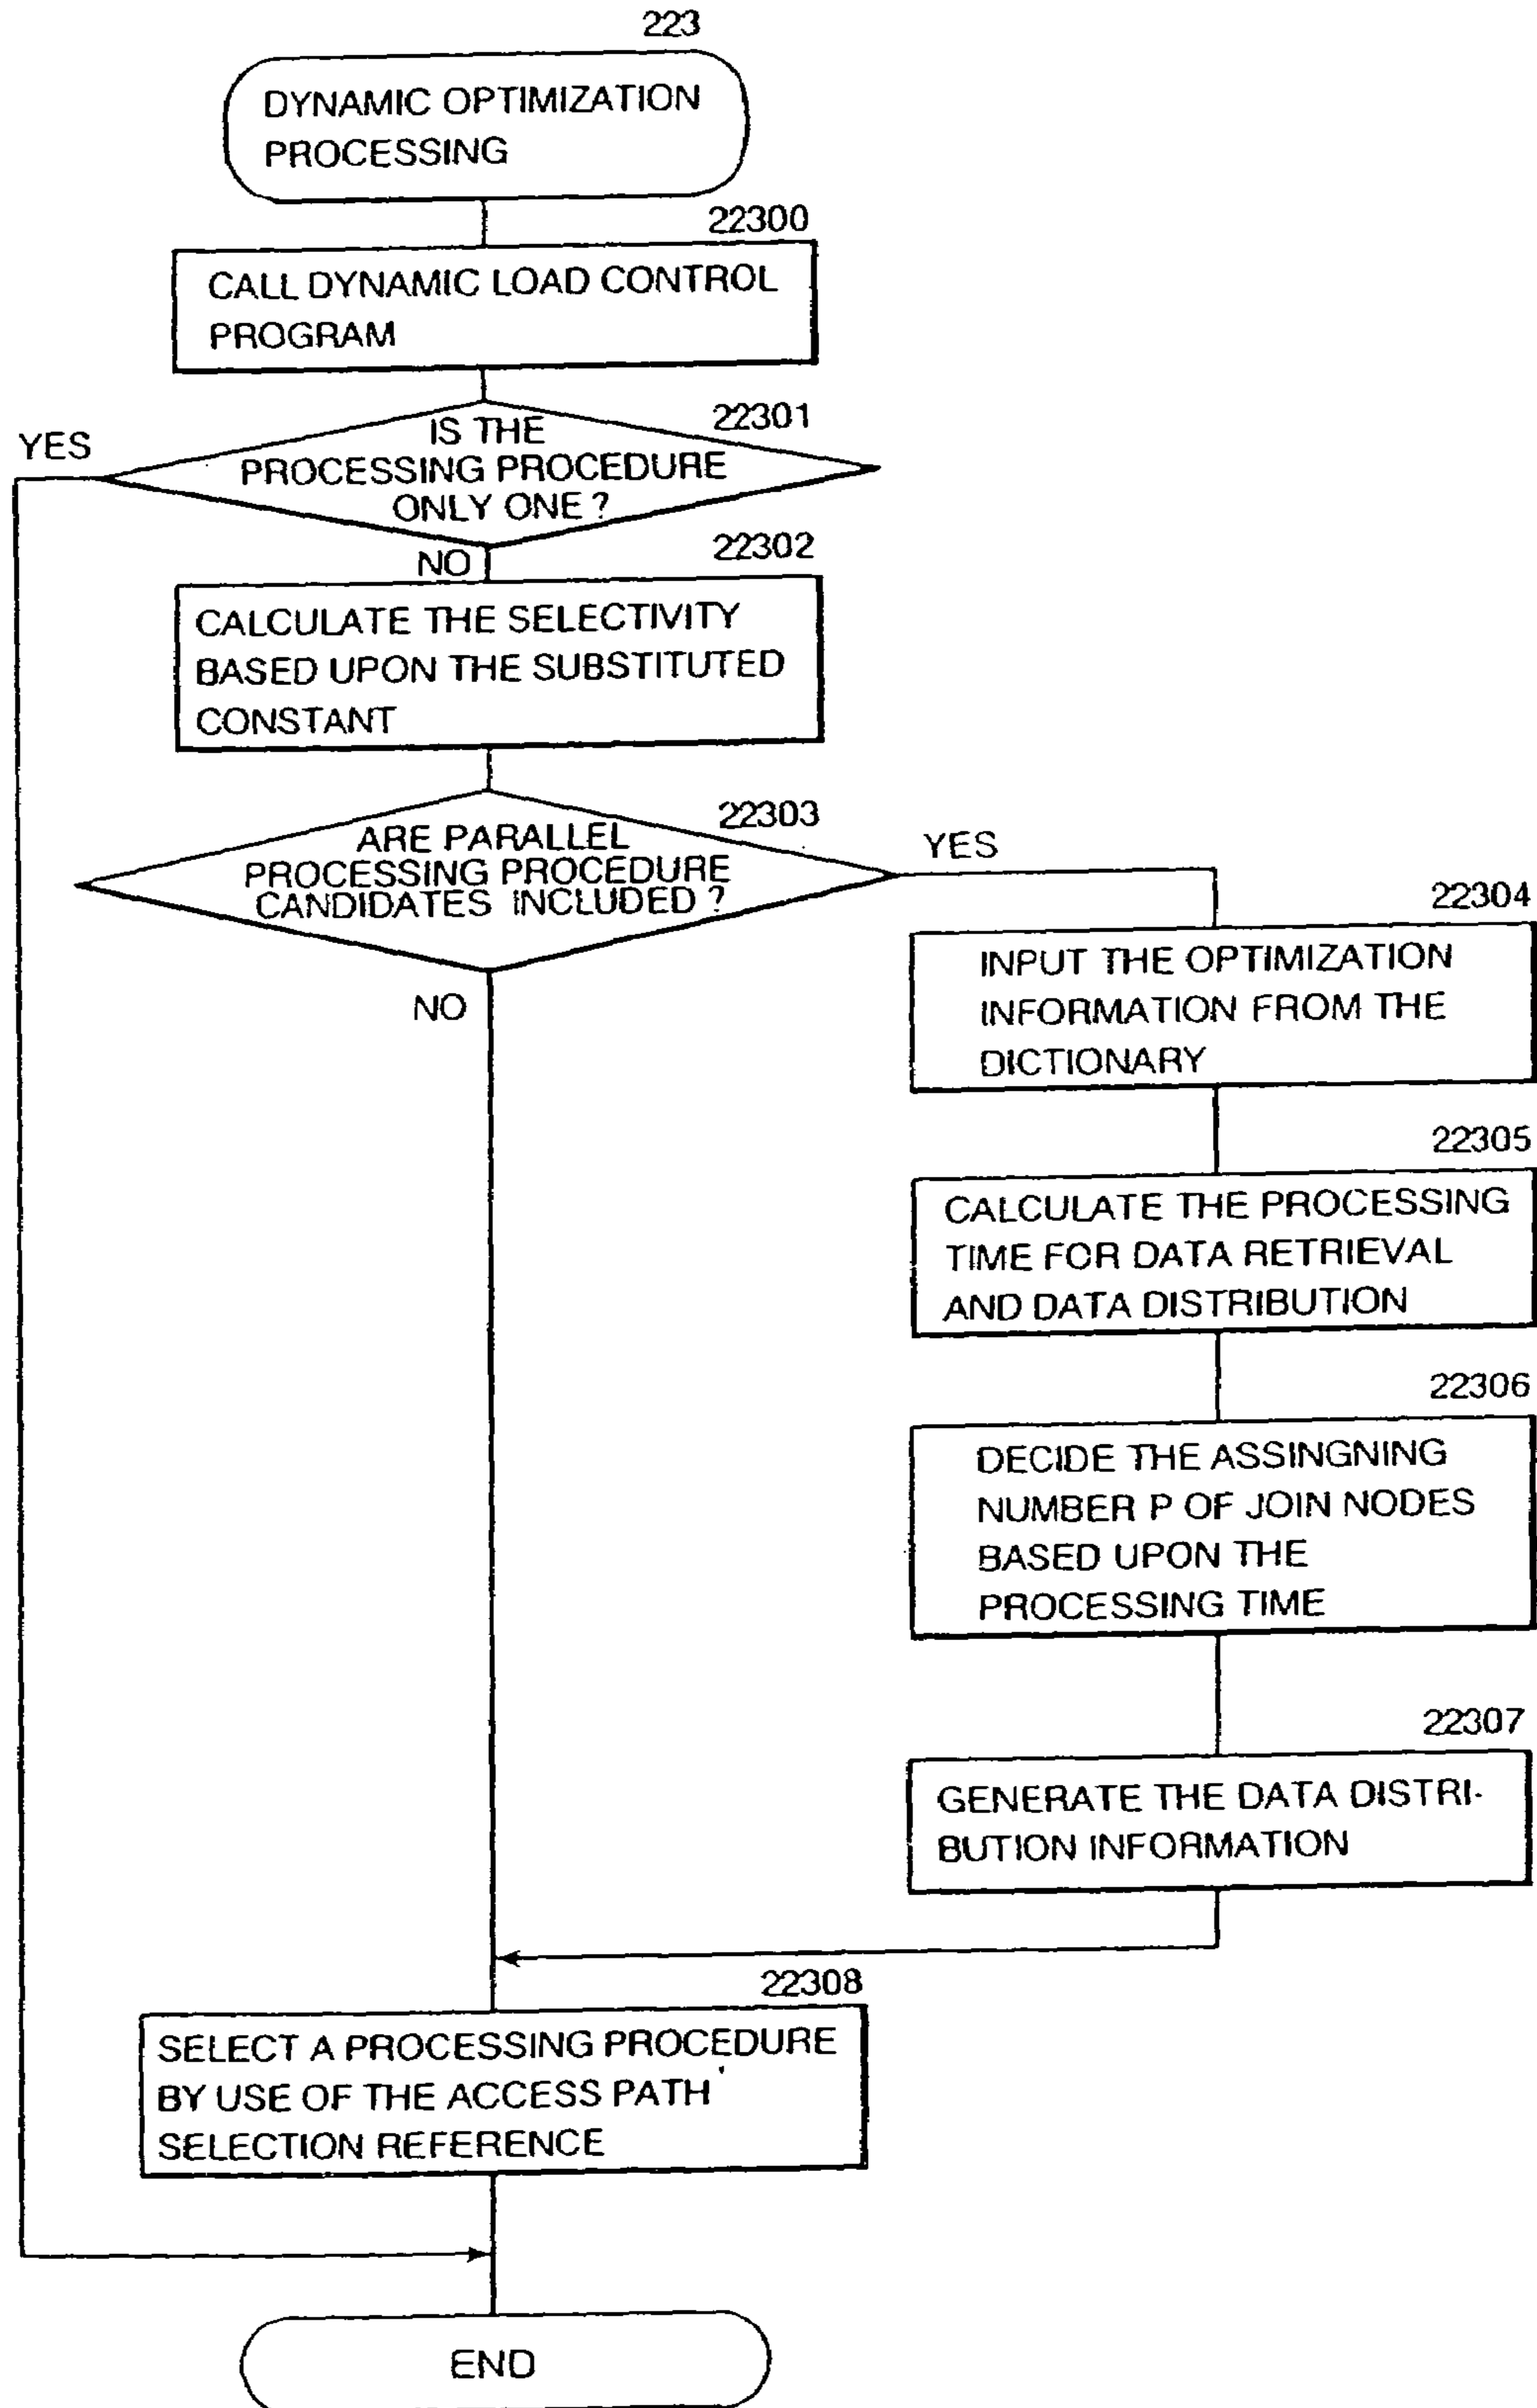 223
DYNAMIC OPTIMIZATION
PROCESSING
22300
CALL DYNAMIC LOAD CONTROL
PROGRAM
22301
YES
IS THE
PROCESSING PROCEDURE
ONLY ONE ?
NO
22302
CALCULATE THE SELECTIVITY
BASED UPON THE SUBSTITUTED
CONSTANT
22303
ARE PARALLEL
PROCESSING PROCEDURE
CANDIDATES INCLUDED ?
YES
NO
22304
INPUT THE OPTIMIZATION
INFORMATION FROM THE
DICTIONARY
22305
CALCULATE THE PROCESSING
TIME FOR DATA RETRIEVAL
AND DATA DISTRIBUTION
22306
DECIDE THE ASSINGNING
NUMBER P OF JOIN NODES
BASED UPON THE
PROCESSING TIME
22307
GENERATE THE DATA DISTRI-
BUTION INFORMATION
22308
SELECT A PROCESSING PROCEDURE
BY USE OF THE ACCESS PATH
SELECTION REFERENCE
END